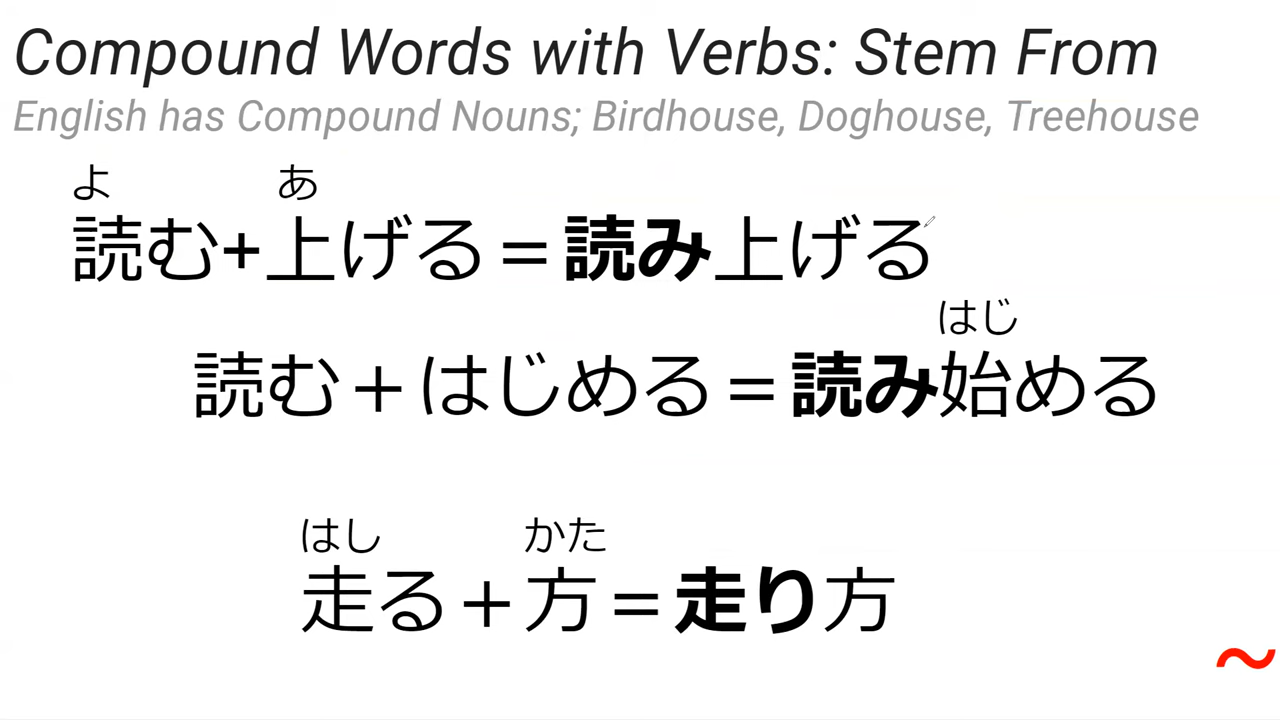 Compound Words with Verbs: Stem From
English has Compound Nouns; Birdhouse, Doghouse, Treehouse
よ あ
読む+上げる＝読み上げる
はじ
読む＋はじめる＝読み始める
はし かた
走る＋方＝走り方
~